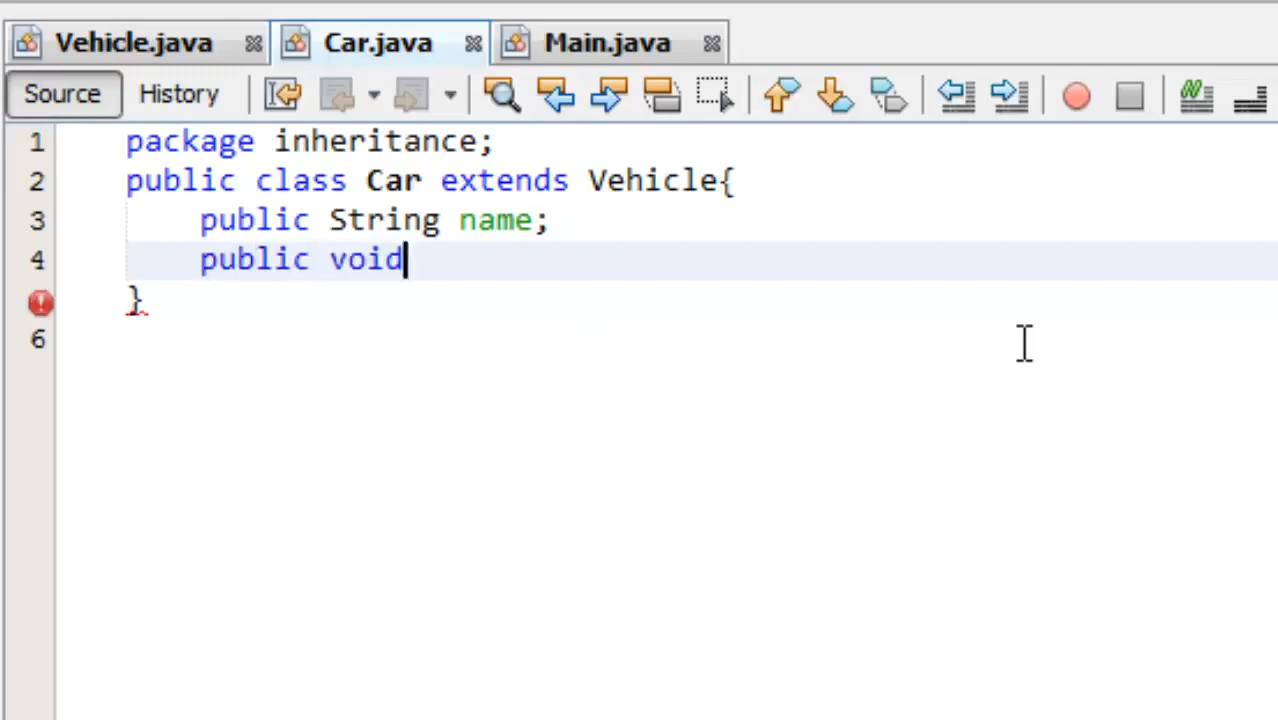 Vehicle.java Car.java Main.java
Source History
1 package inheritance;
2 public class Car extends Vehicle{
3 public String name;
4 public void
}
6